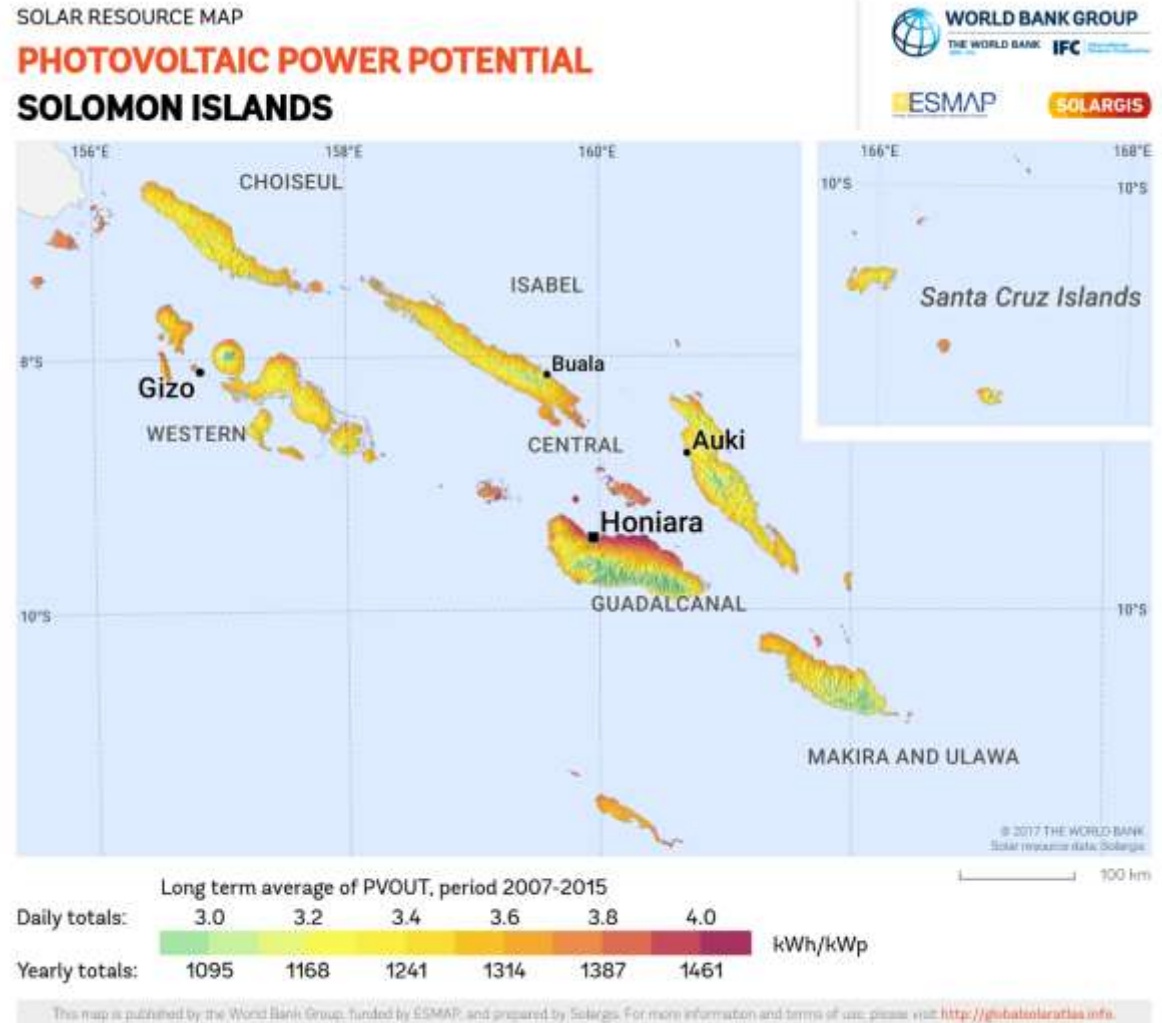 SOLAR RESOURCE MAP
PHOTOVOLTAIC POWER POTENTIAL
SOLOMON ISLANDS
WORLD BANK GROUP
THE WORLD BANK IFC
ESMAP SOLARGIS
156°E 158°E 160°E
166°E 168°E
CHOISEUL
10°S 10°S
ISABEL
Santa Cruz Islands
8°S
Buala
Gizo
WESTERN
CENTRAL
Auki
Honiara
GUADALCANAL
10°S 10°S
MAKIRA AND ULAWA
© 2017 THE WORLD BANK
Solar resource data: Solargis
100 km
Long term average of PVOUT, period 2007-2015
Daily totals: 3.0 3.2 3.4 3.6 3.8 4.0
kWh/kWp
Yearly totals: 1095 1168 1241 1314 1387 1461
This map is published by the World Bank Group, funded by ESMAP, and prepared by Solargis. For more information and terms of use, please visit http://globalsolaratlas.info.